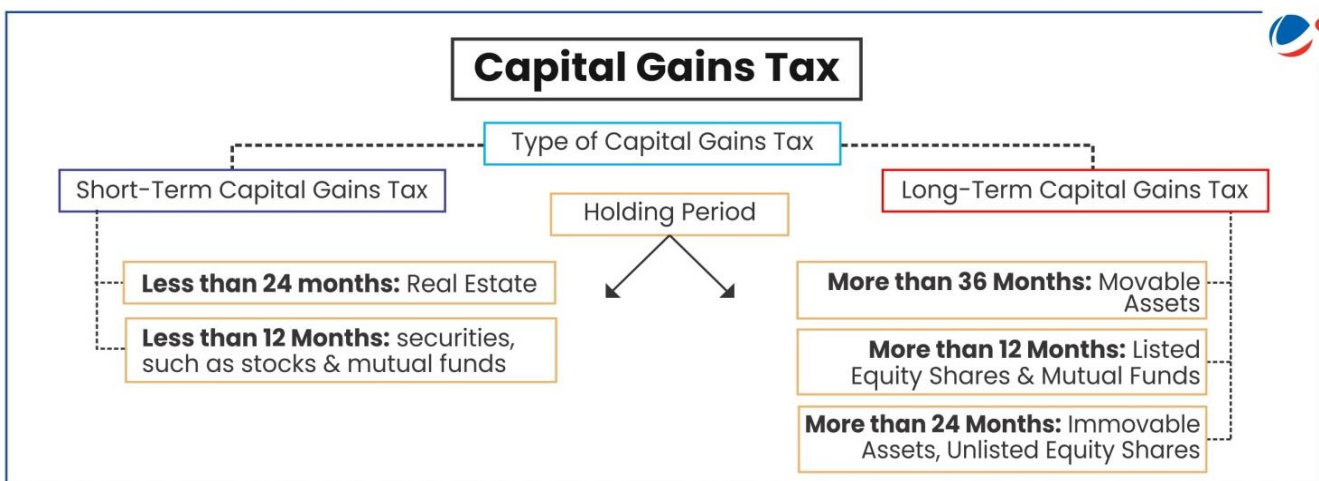 Capital Gains Tax
Type of Capital Gains Tax
Short-Term Capital Gains Tax
Holding Period
Long-Term Capital Gains Tax
Less than 24 months: Real Estate
Less than 12 Months: securities,
such as stocks & mutual funds
More than 36 Months: Movable
Assets
More than 12 Months: Listed
Equity Shares & Mutual Funds
More than 24 Months: Immovable
Assets, Unlisted Equity Shares